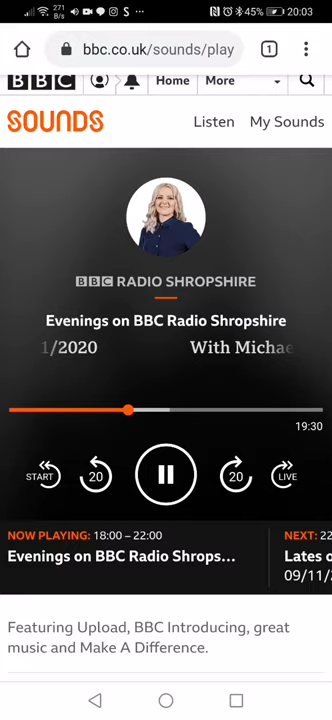 271
B/s
S ...
45%
20:03
bbc.co.uk/sounds/play
1
BBC
Home
More
SOUNDS
Listen
My Sounds
BBC RADIO SHROPSHIRE
Evenings on BBC Radio Shropshire
1/2020 With Michae
19:30
START
20
20
LIVE
NOW PLAYING: 18:00 – 22:00
NEXT: 22
Evenings on BBC Radio Shrops...
Lates o
09/11/2
Featuring Upload, BBC Introducing, great
music and Make A Difference.